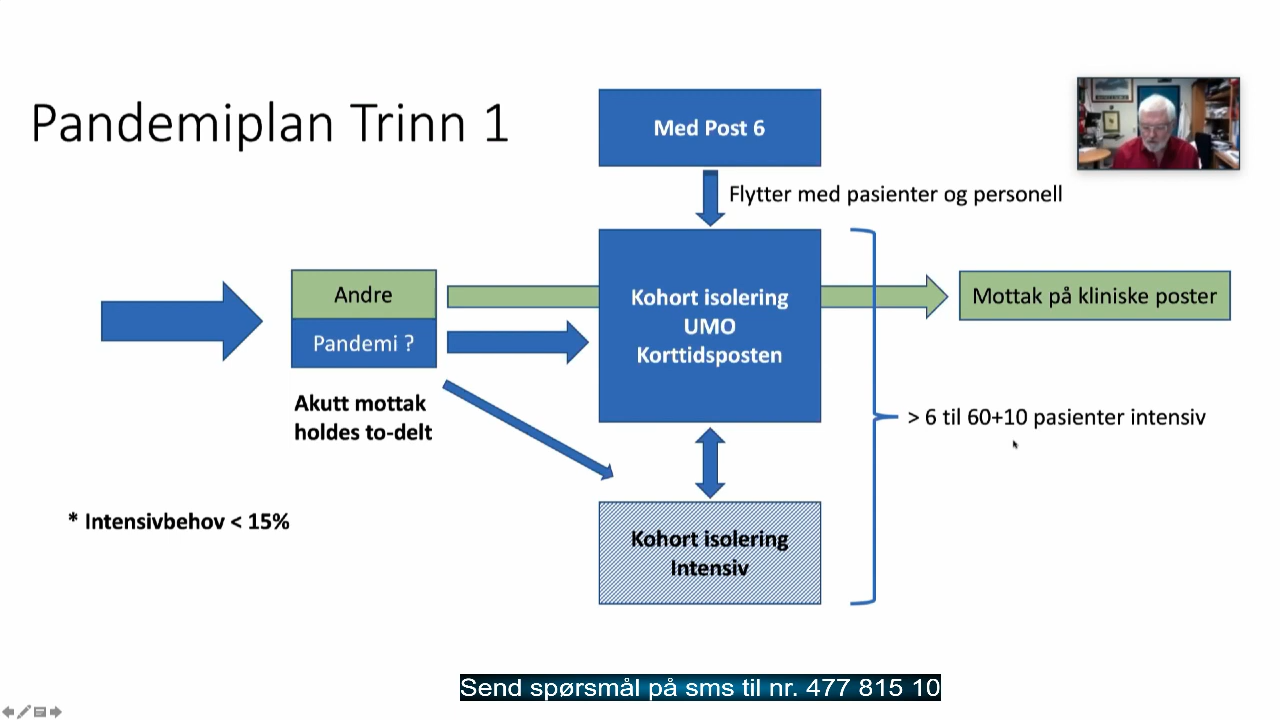 Pandemiplan Trinn 1
Med Post 6
Flytter med pasienter og personell
Andre
Pandemi ?
Kohort isolering
UMO
Korttidsposten
Mottak på kliniske poster
Akutt mottak
holdes to-delt
> 6 til 60+10 pasienter intensiv
* Intensivbehov < 15%
Kohort isolering
Intensiv
Send spørsmål på sms til nr. 477 815 10